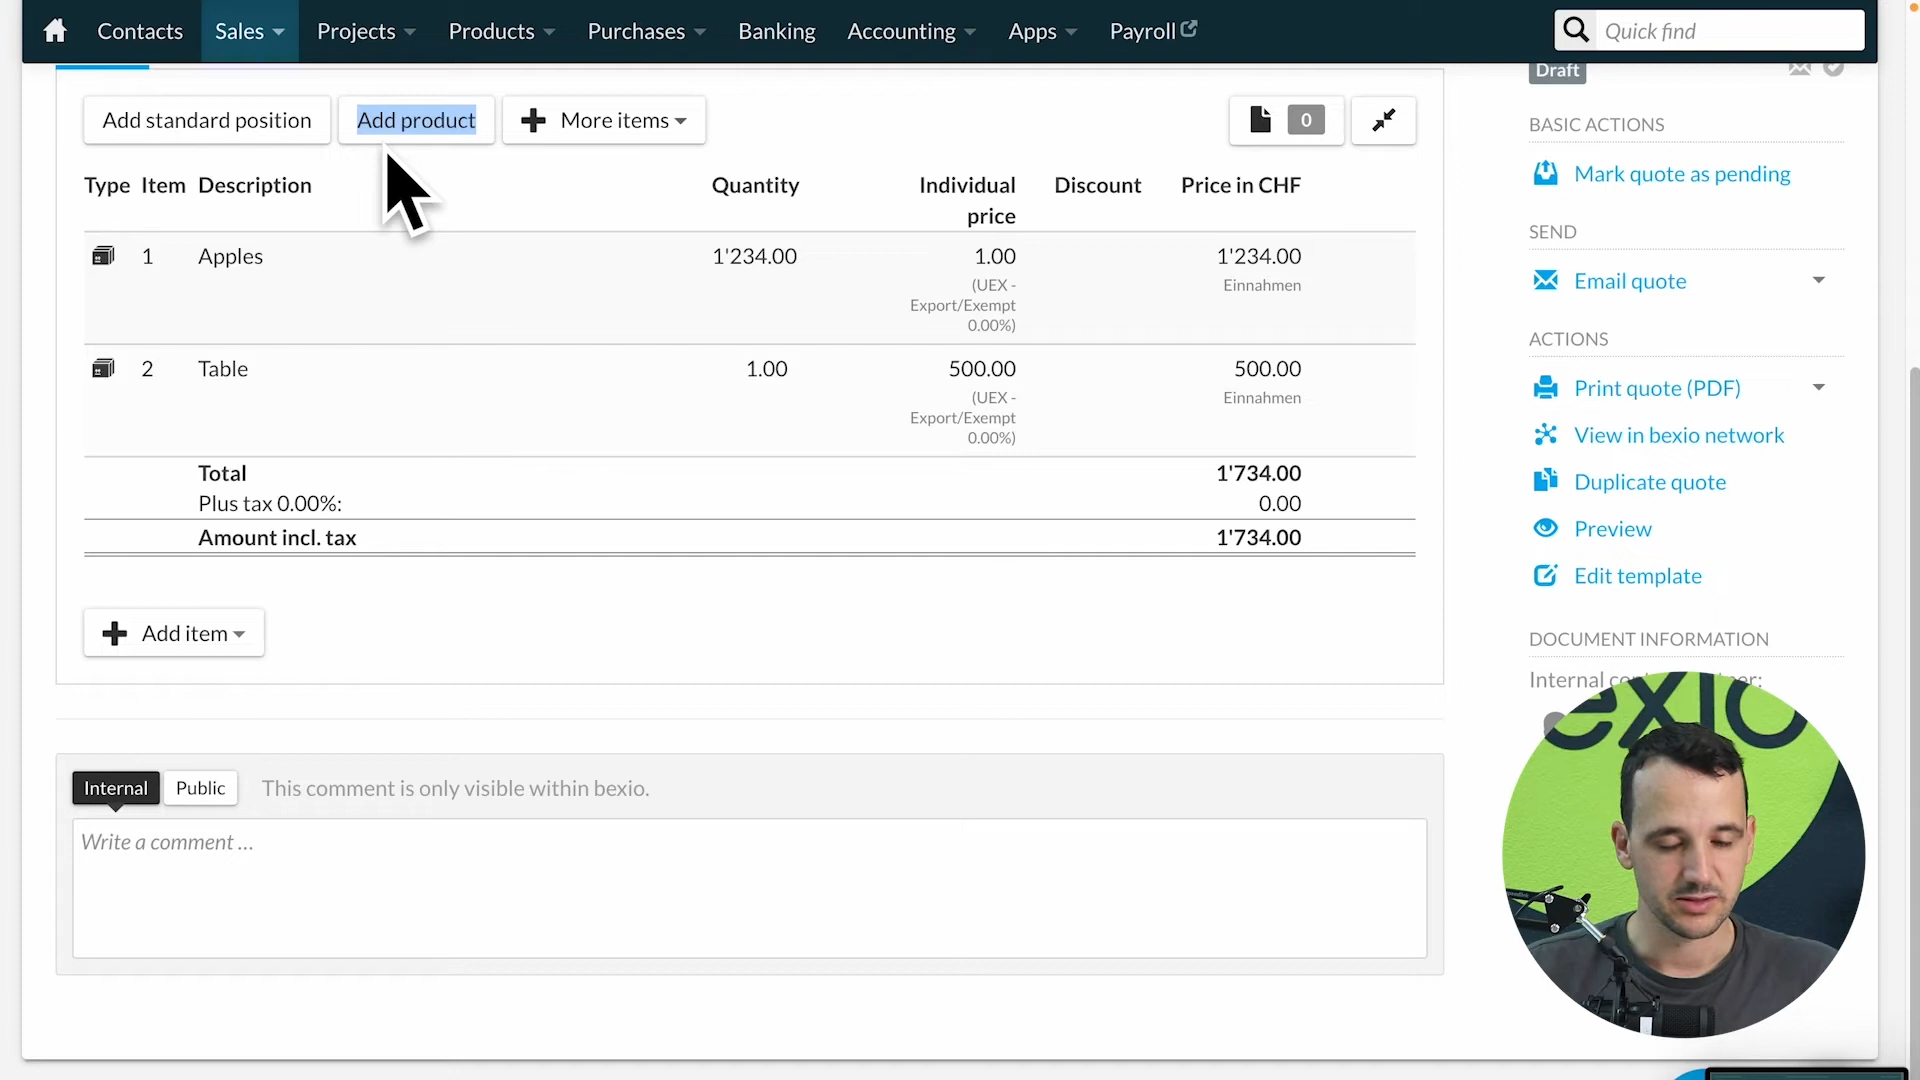 Contacts Sales Projects Products Purchases Banking Accounting Apps Payroll Quick find
Draft
Add standard position Add product More items 0
Type Item Description Quantity Individual price Discount Price in CHF
1 Apples 1'234.00 1.00 1'234.00
(UEX - Einnahmen
Export/Exempt
0.00%)
2 Table 1.00 500.00 500.00
(UEX - Einnahmen
Export/Exempt
0.00%)
Total 1'734.00
Plus tax 0.00%: 0.00
Amount incl. tax 1'734.00
Add item
Internal Public This comment is only visible within bexio.
Write a comment ...
BASIC ACTIONS
Mark quote as pending
SEND
Email quote
ACTIONS
Print quote (PDF)
View in bexio network
Duplicate quote
Preview
Edit template
DOCUMENT INFORMATION
Internal
exio